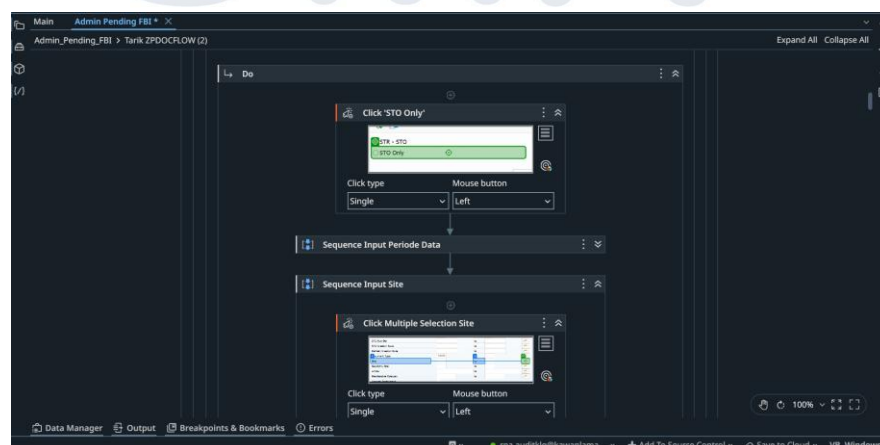 Main Admin Pending FBI *
Admin_Pending_FBI > Tarik ZPDOCFLOW (2) Expand All Collapse All
Do
Click 'STO Only'
STR - STO
STO Only
Click type Mouse button
Single Left
Sequence Input Periode Data
Sequence Input Site
Click Multiple Selection Site
Click type Mouse button
Single Left
100%
Data Manager Output Breakpoints & Bookmarks Errors
Add To Source Control Save to Cloud VB Windows